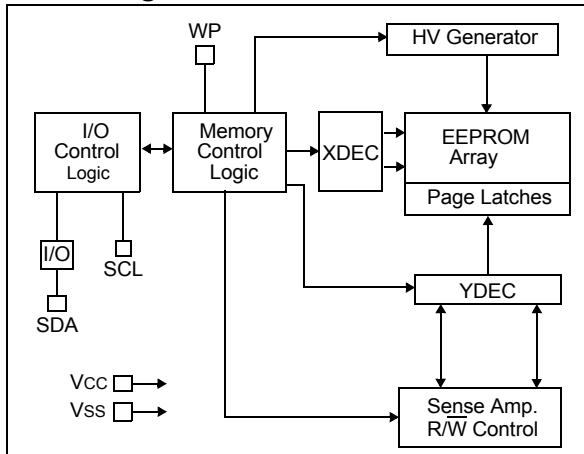 WP
HV Generator
I/O
Control
Logic
Memory
Control
Logic
XDEC
EEPROM
Array
Page Latches
I/O
SCL
SDA
YDEC
VCC
VSS
Sense Amp.
R/W̅ Control